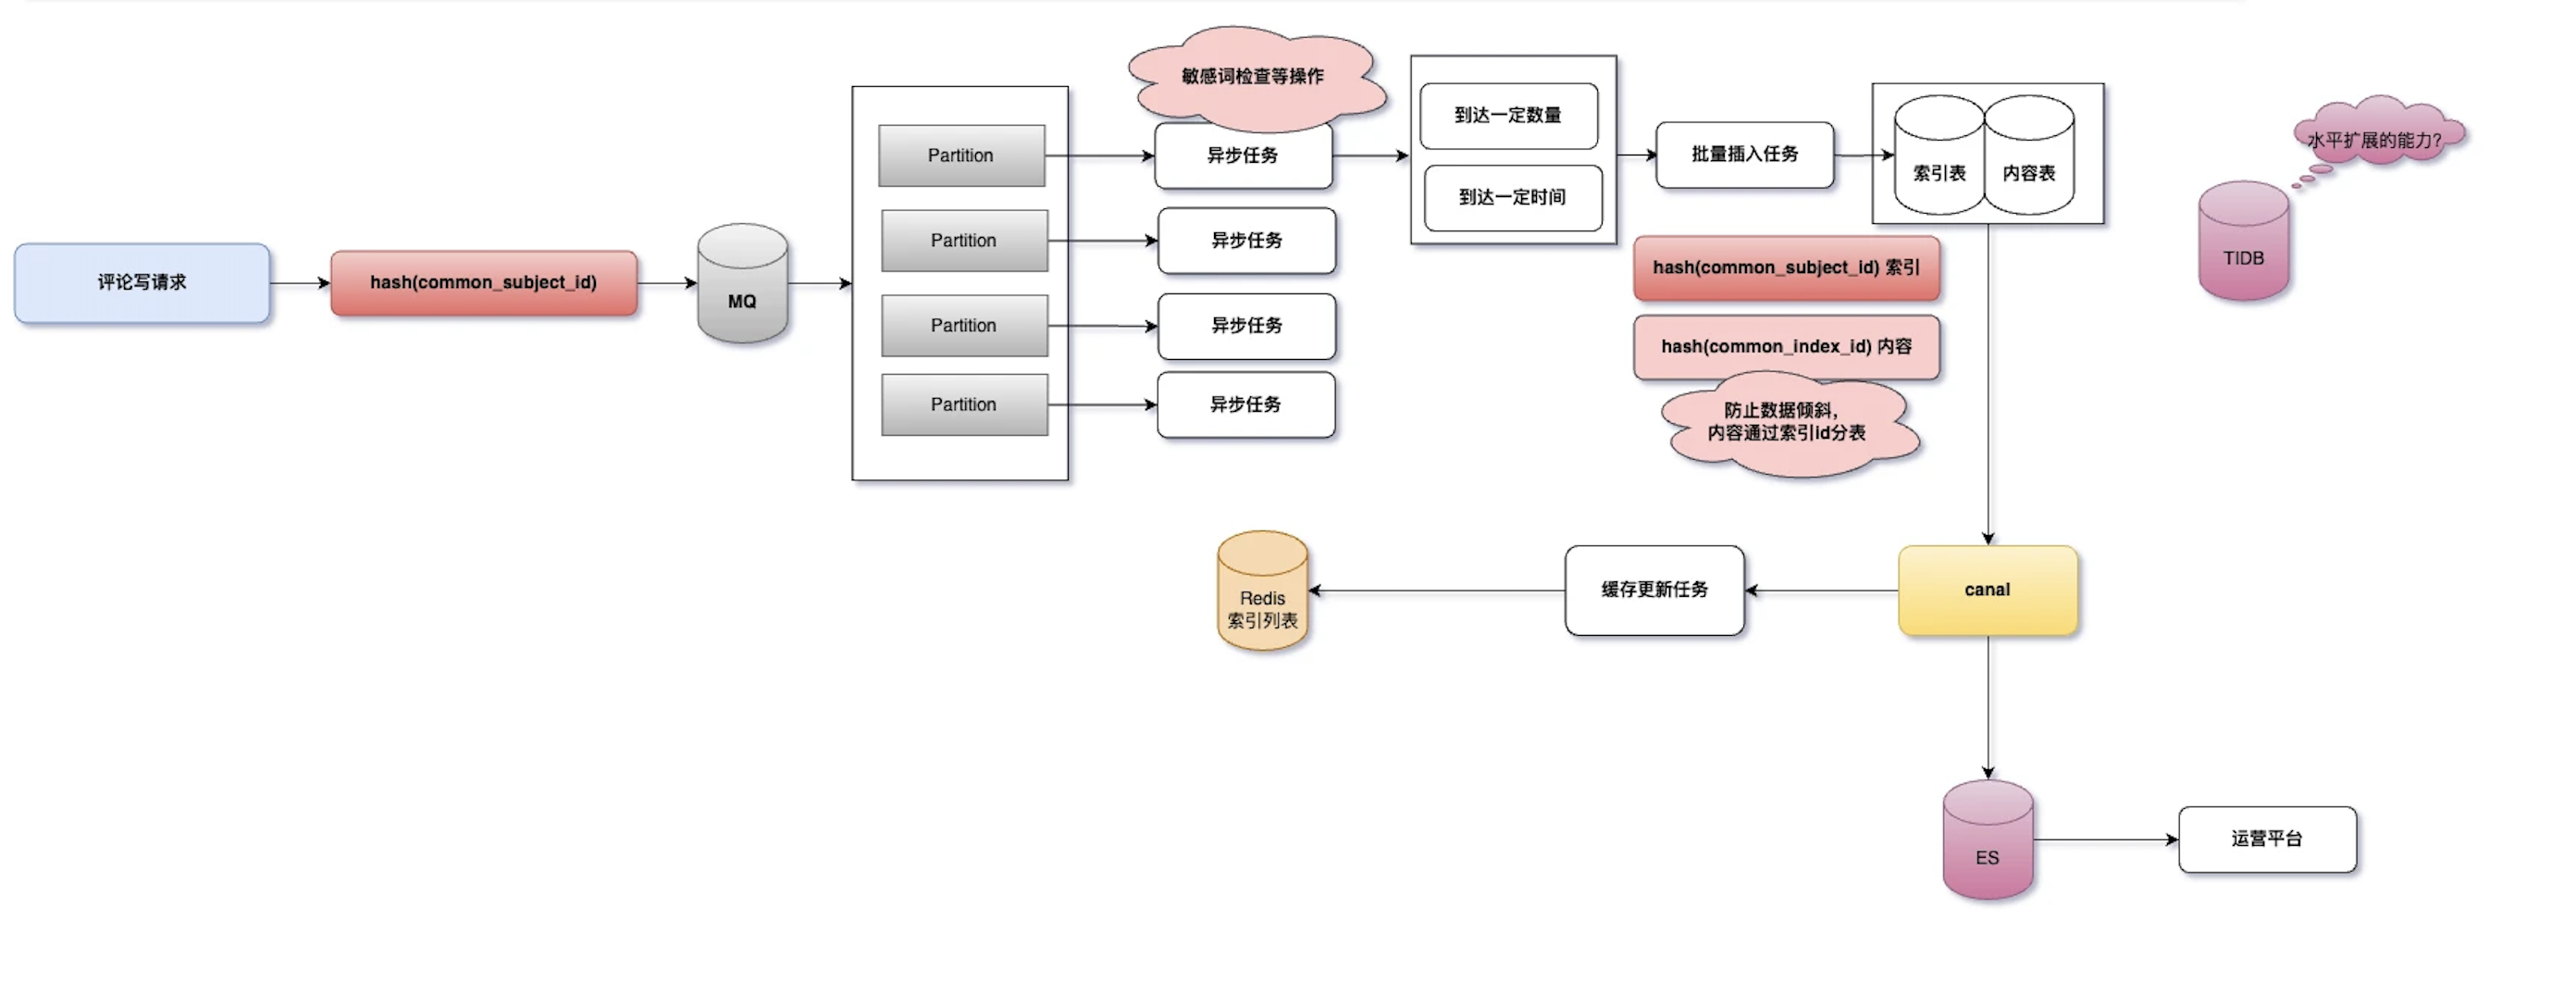 敏感词检查等操作
到达一定数量
水平扩展的能力?
Partition
异步任务
批量插入任务
索引表
内容表
到达一定时间
Partition
异步任务
TIDB
hash(common_subject_id) 索引
评论写请求
hash(common_subject_id)
MQ
Partition
异步任务
hash(common_index_id) 内容
Partition
异步任务
防止数据倾斜,
内容通过索引id分表
Redis
索引列表
缓存更新任务
canal
ES
运营平台